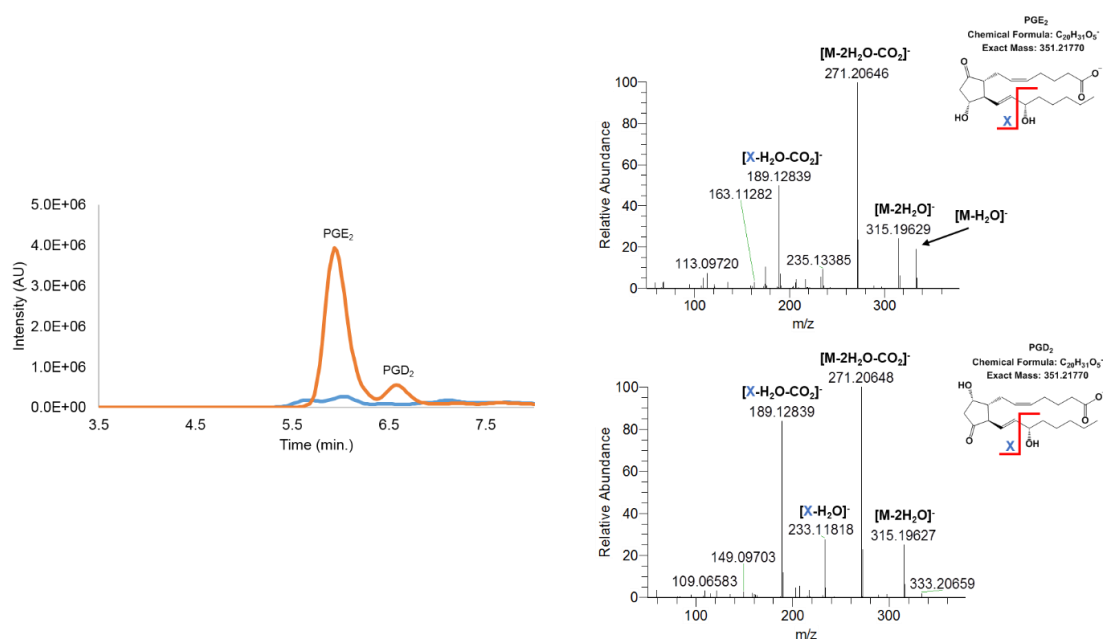 5.0E+06
4.0E+06
3.0E+06
2.0E+06
1.0E+06
0.0E+00
Intensity (AU)
PGE2
PGD2
3.5 4.5 5.5 6.5 7.5
Time (min.)
PGE2
Chemical Formula: C20H31O5-
Exact Mass: 351.21770
O
O-
O
HO
X
OH
[M-2H2O-CO2]-
271.20646
[X-H2O-CO2]-
189.12839
163.11282
[M-2H2O]-
315.19629
[M-H2O]-
235.13385
113.09720
100
80
60
40
20
0
Relative Abundance
100 200 300
m/z
PGD2
Chemical Formula: C20H31O5-
Exact Mass: 351.21770
HO
O
O
O
X
OH
[M-2H2O-CO2]-
271.20648
[X-H2O-CO2]-
189.12839
[X-H2O]-
233.11818
[M-2H2O]-
315.19627
149.09703
109.06583
333.20659
100
80
60
40
20
0
Relative Abundance
100 200 300
m/z